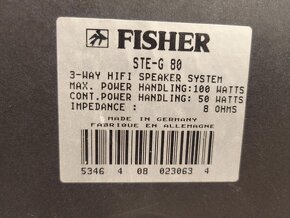 FISHER
STE-G 80
3-WAY HIFI SPEAKER SYSTEM
MAX. POWER HANDLING:100 WATTS
CONT.POWER HANDLING: 50 WATTS
IMPEDANCE : 8 OHMS
MADE IN GERMANY
FABRIQUE EN ALLEMAGNE
5346 4 08 023063 4